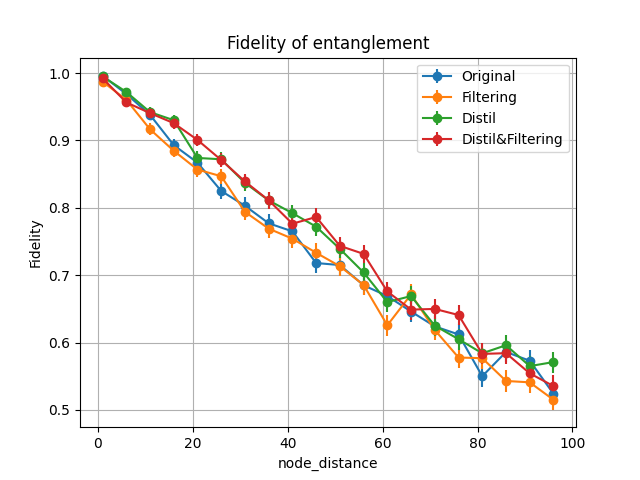 Fidelity of entanglement
Fidelity
1.0
0.9
0.8
0.7
0.6
0.5
Original
Filtering
Distil
Distil&Filtering
0 20 40 60 80 100
node_distance